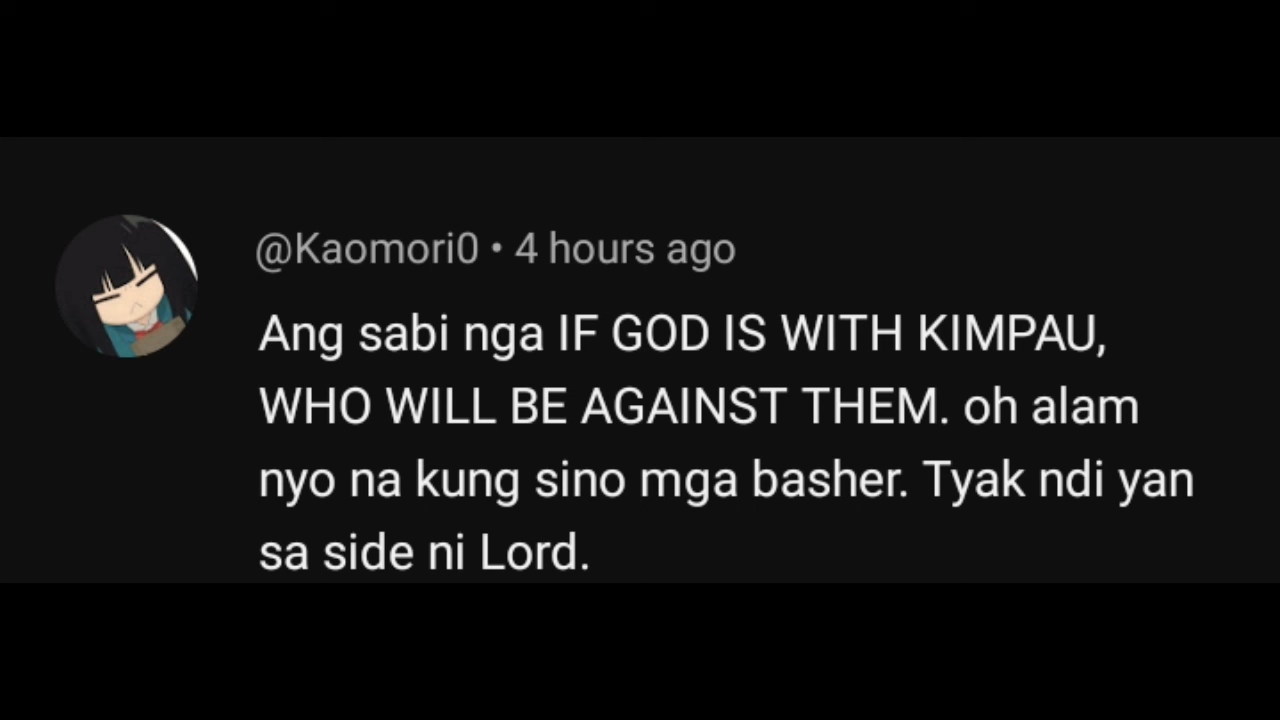 @Kaomori0 • 4 hours ago
Ang sabi nga IF GOD IS WITH KIMPAU,
WHO WILL BE AGAINST THEM. oh alam
nyo na kung sino mga basher. Tyak ndi yan
sa side ni Lord.